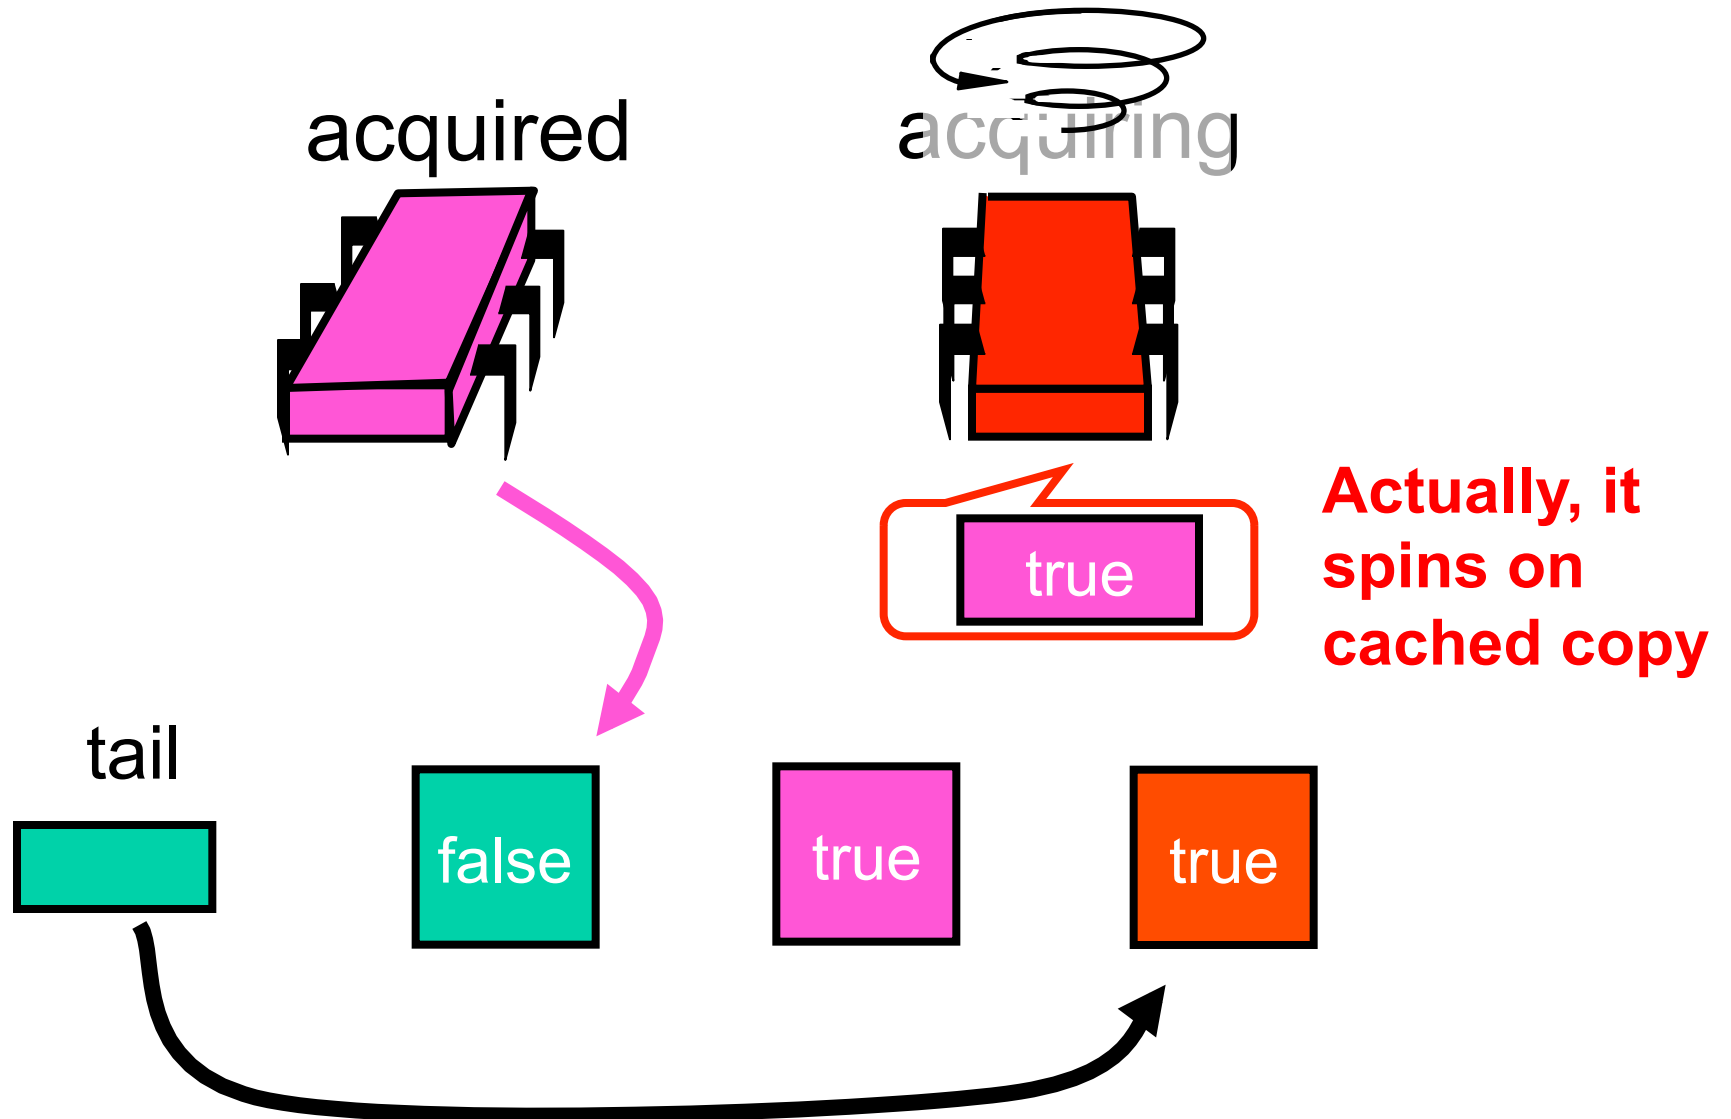 acquired
acquiring
true
Actually, it
spins on
cached copy
tail
false
true
true